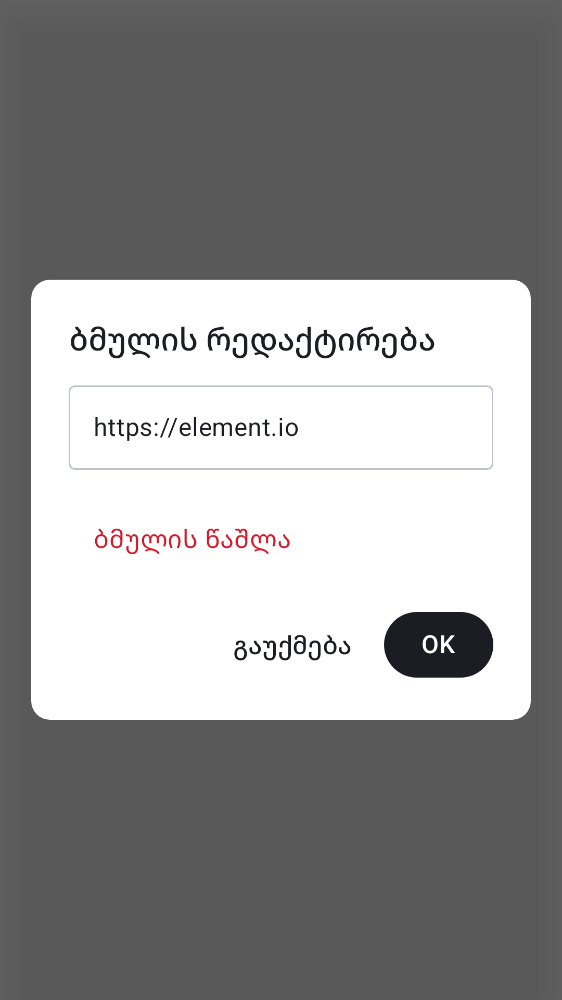 ბმულის რედაქტირება
https://element.io
ბმულის წაშლა
გაუქმება
OK